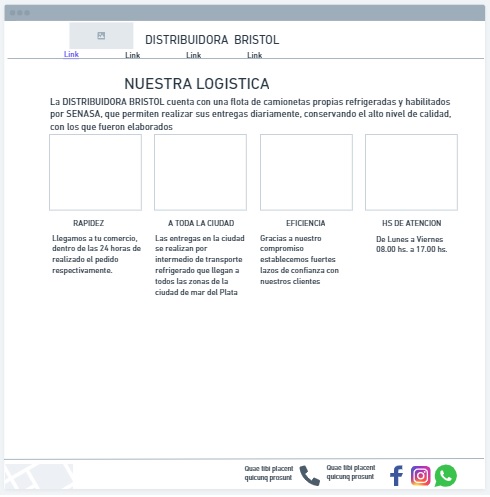 DISTRIBUIDORA BRISTOL
Link Link Link Link
NUESTRA LOGISTICA
La DISTRIBUIDORA BRISTOL cuenta con una flota de camionetas propias refrigeradas y habilitados
por SENASA, que permiten realizar sus entregas diariamente, conservando el alto nivel de calidad,
con los que fueron elaborados
RAPIDEZ
Llegamos a tu comercio,
dentro de las 24 horas de
realizado el pedido
respectivamente.
A TODA LA CIUDAD
Las entregas en la ciudad
se realizan por
intermedio de transporte
refrigerado que llegan a
todos las zonas de la
ciudad de mar del Plata
EFICIENCIA
Gracias a nuestro
compromiso
establecemos fuertes
lazos de confianza con
nuestros clientes
HS DE ATENCION
De Lunes a Viernes
08.00 hs. a 17.00 hs.
Quae tibi placent
quicunq prosunt
Quae tibi placent
quicunq prosunt